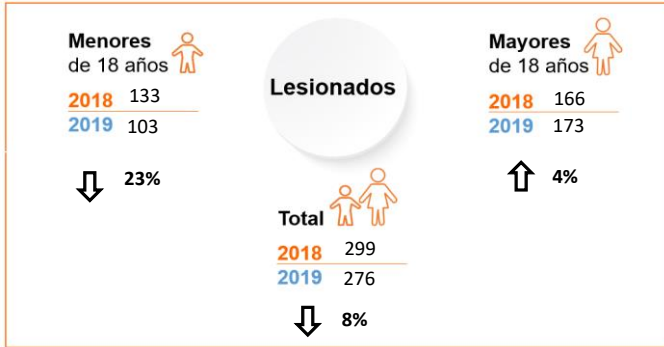 Menores
de 18 años
2018 133
2019 103
23%
Lesionados
Mayores
de 18 años
2018 166
2019 173
4%
Total
2018 299
2019 276
8%